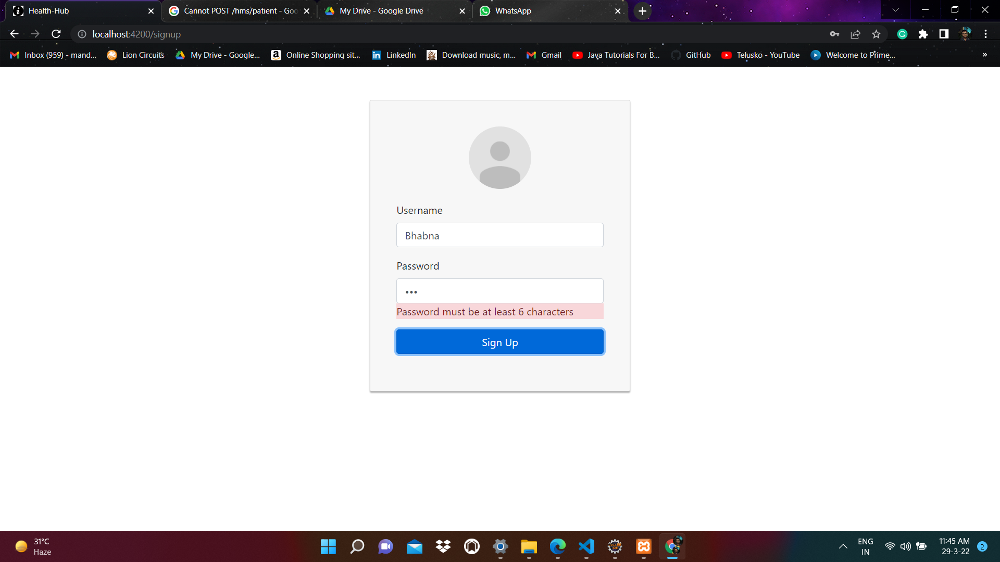 Health-Hub
Cannot POST /hms/patient - Goo
My Drive - Google Drive
WhatsApp
localhost:4200/signup
Inbox (959) - mand...
Lion Circuits
My Drive - Google...
Online Shopping sit...
LinkedIn
Download music, m...
Gmail
Java Tutorials For B...
GitHub
Telusko - YouTube
Welcome to Prime...
»
Username
Bhabna
Password
•••
Password must be at least 6 characters
Sign Up
31°C
Haze
ENG
IN
11:45 AM
29-3-22
2